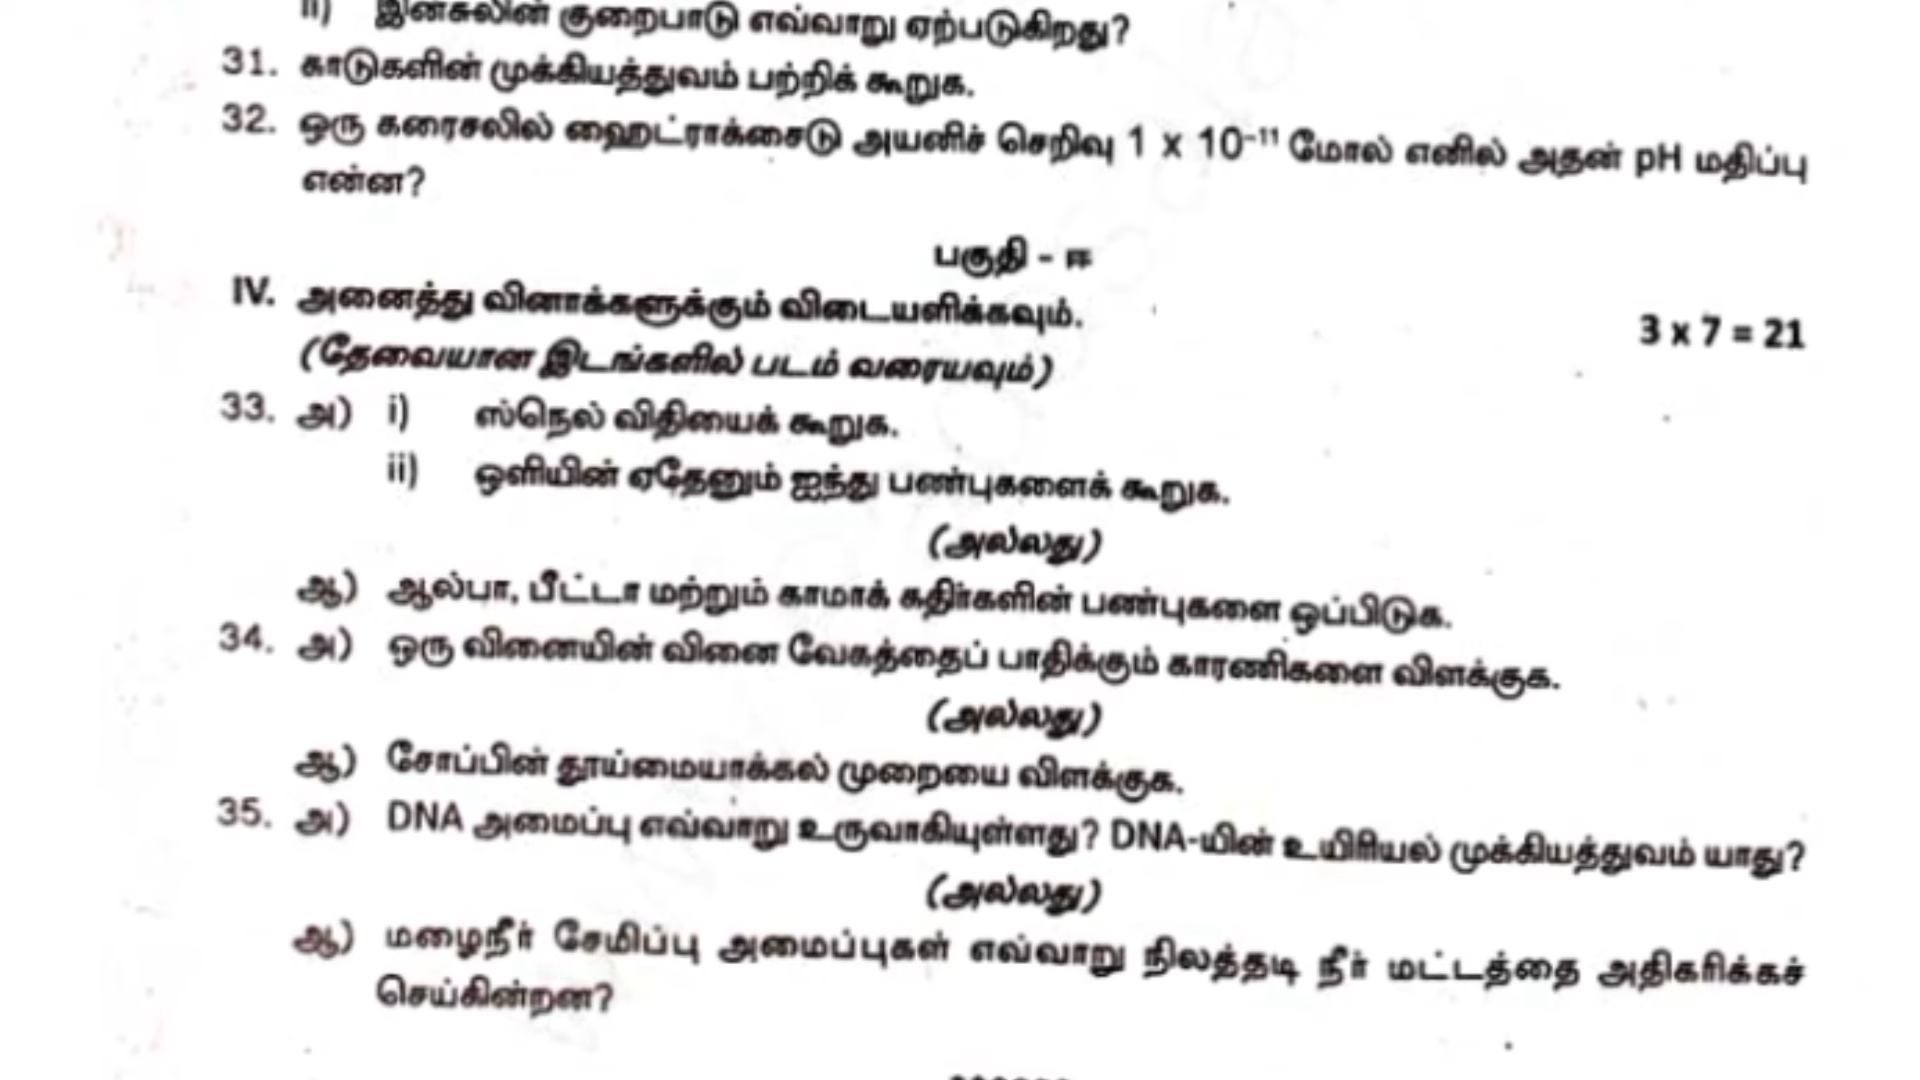 ii) இன்சுலின் குறைபாடு எவ்வாறு ஏற்படுகிறது?
31. காடுகளின் முக்கியத்துவம் பற்றிக் கூறுக.
32. ஒரு கரைசலில் ஹைட்ராக்சைடு அயனிச் செறிவு 1 x 10⁻¹¹ மோல் எனில் அதன் pH மதிப்பு
என்ன?
பகுதி - ஈ
IV. அனைத்து வினாக்களுக்கும் விடையளிக்கவும்.
3 x 7 = 21
(தேவையான இடங்களில் படம் வரையவும்)
33. அ) i) ஸ்நெல் விதியைக் கூறுக.
ii) ஒளியின் ஏதேனும் ஐந்து பண்புகளைக் கூறுக.
(அல்லது)
ஆ) ஆல்பா, பீட்டா மற்றும் காமாக் கதிர்களின் பண்புகளை ஒப்பிடுக.
34. அ) ஒரு வினையின் வினை வேகத்தைப் பாதிக்கும் காரணிகளை விளக்குக.
(அல்லது)
ஆ) சோப்பின் தூய்மையாக்கல் முறையை விளக்குக.
35. அ) DNA அமைப்பு எவ்வாறு உருவாகியுள்ளது? DNA-யின் உயிரியல் முக்கியத்துவம் யாது?
(அல்லது)
ஆ) மழைநீர் சேமிப்பு அமைப்புகள் எவ்வாறு நிலத்தடி நீர் மட்டத்தை அதிகரிக்கச்
செய்கின்றன?